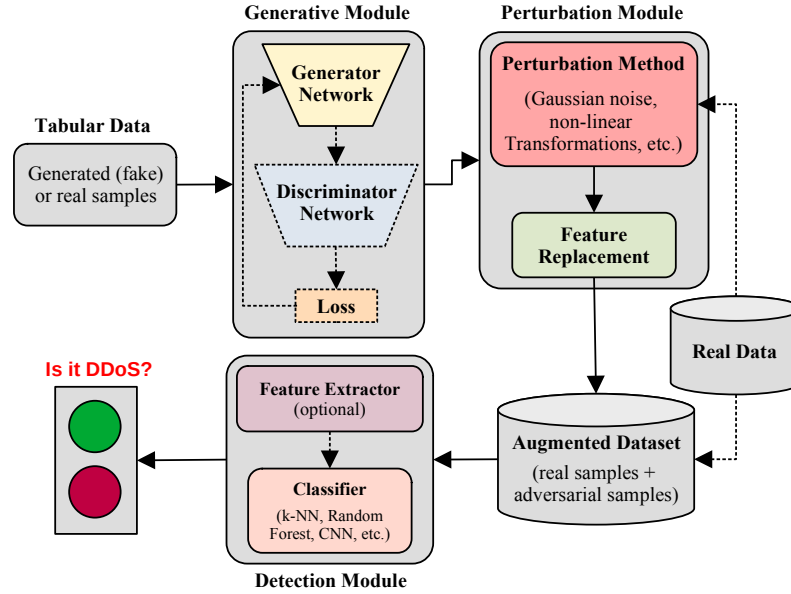 Generative Module
Perturbation Module
Generator
Network
Perturbation Method
(Gaussian noise,
non-linear
Transformations, etc.)
Tabular Data
Generated (fake)
or real samples
Discriminator
Network
Feature
Replacement
Loss
Real Data
Is it DDoS?
Feature Extractor
(optional)
Classifier
(k-NN, Random
Forest, CNN, etc.)
Augmented Dataset
(real samples +
adversarial samples)
Detection Module